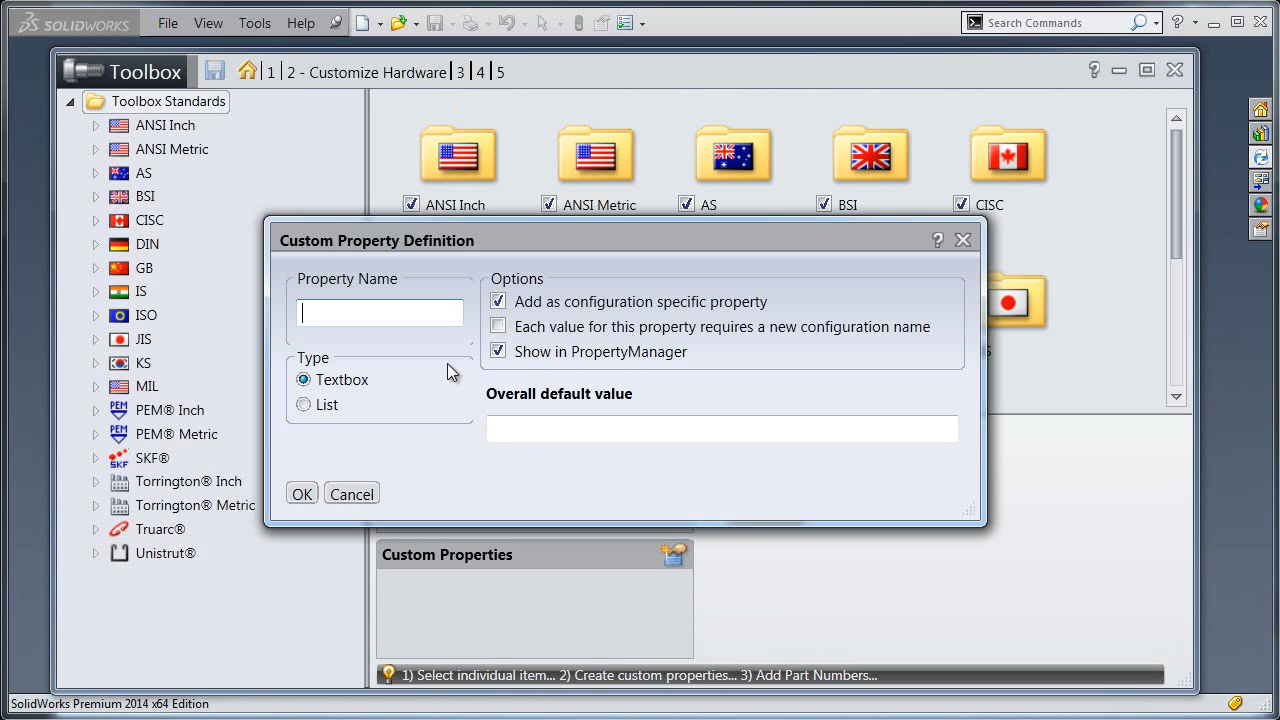 SOLIDWORKS File View Tools Help Search Commands
Toolbox 1 2 - Customize Hardware 3 4 5
Toolbox Standards
ANSI Inch
ANSI Metric
AS
BSI
CISC
DIN
GB
IS
ISO
JIS
KS
MIL
PEM® Inch
PEM® Metric
SKF®
Torrington® Inch
Torrington® Metric
Truarc®
Unistrut®
ANSI Inch ANSI Metric AS BSI CISC
Custom Property Definition
Property Name
Type
Textbox
List
Options
Add as configuration specific property
Each value for this property requires a new configuration name
Show in PropertyManager
Overall default value
OK Cancel
Custom Properties
1) Select individual item... 2) Create custom properties... 3) Add Part Numbers...
SolidWorks Premium 2014 x64 Edition